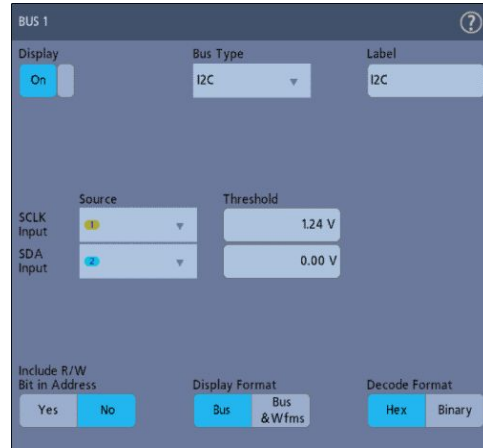 BUS 1
?
Display
Bus Type
Label
On
I2C
I2C
Source
Threshold
SCLK
Input
1
1.24 V
SDA
Input
2
0.00 V
Include R/W
Bit in Address
Display Format
Decode Format
Yes
No
Bus
Bus
&Wfms
Hex
Binary